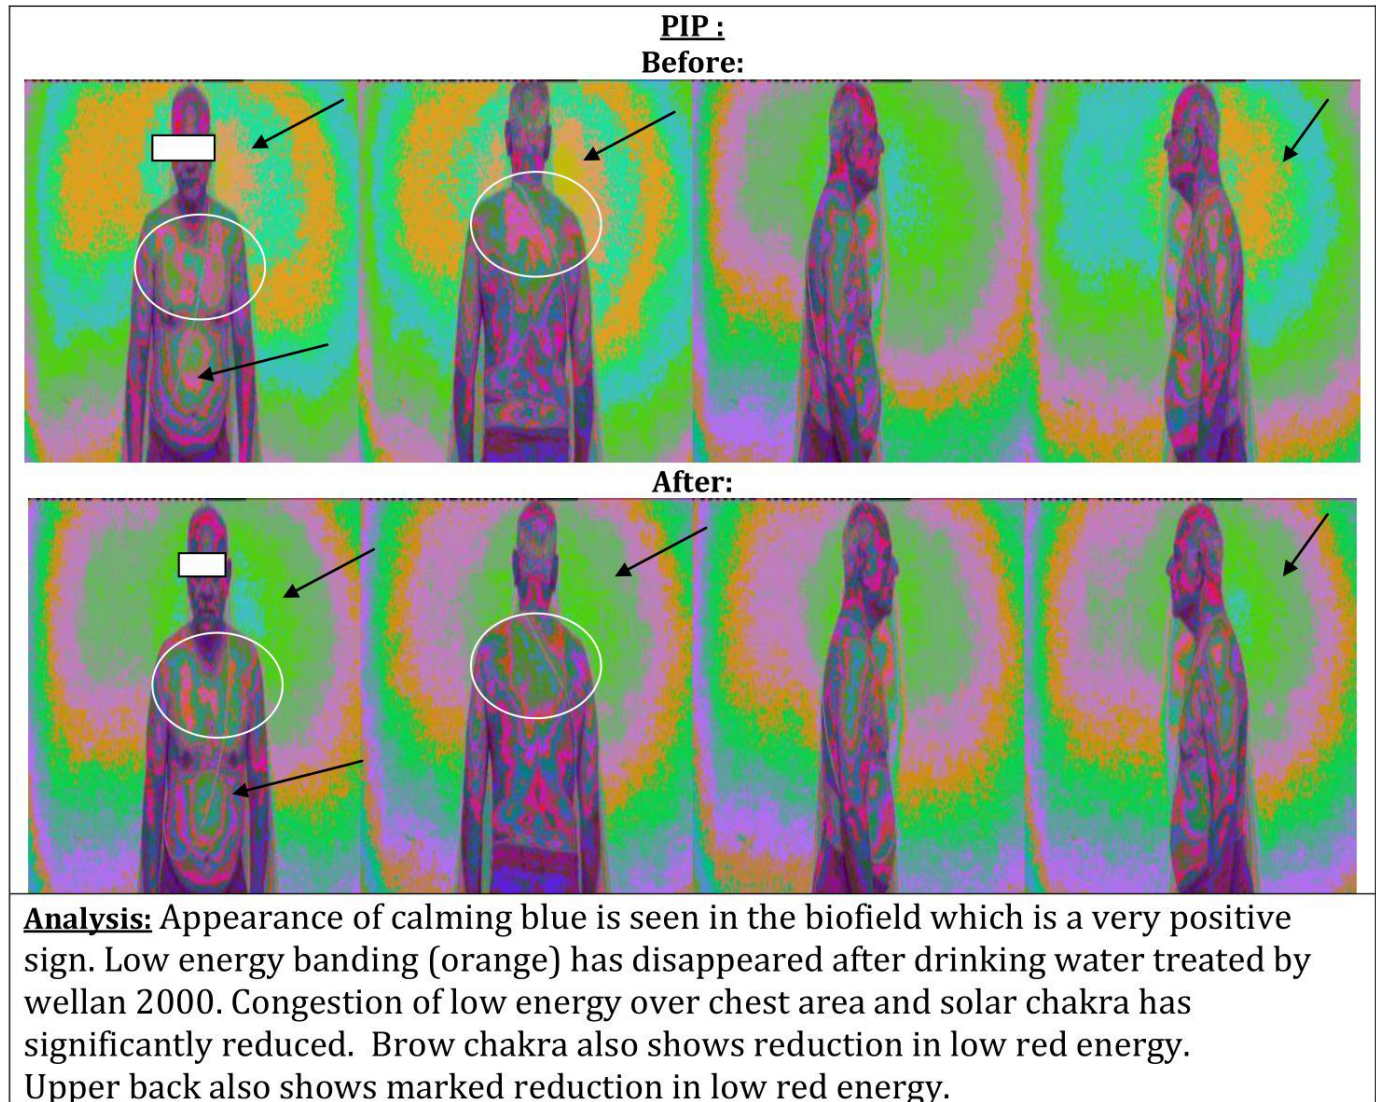 PIP :
Before:
After:
Analysis: Appearance of calming blue is seen in the biofield which is a very positive
sign. Low energy banding (orange) has disappeared after drinking water treated by
wellan 2000. Congestion of low energy over chest area and solar chakra has
significantly reduced.  Brow chakra also shows reduction in low red energy.
Upper back also shows marked reduction in low red energy.